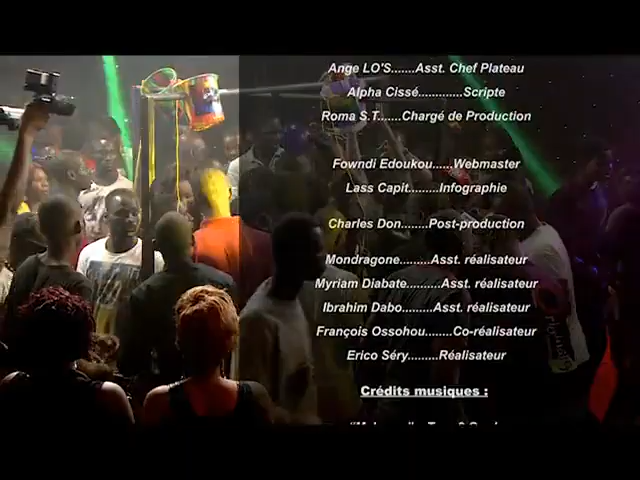 Ange LO'S.......Asst. Chef Plateau
Alpha Cissé.............Scripte
Roma S.T......Chargé de Production
Fowndi Edoukou......Webmaster
Lass Capit.........Infographie
Charles Don........Post-production
Mondragone.........Asst. réalisateur
Myriam Diabate..........Asst. réalisateur
Ibrahim Dabo.........Asst. réalisateur
François Ossohou.......Co-réalisateur
Erico Séry.........Réalisateur
Crédits musiques :